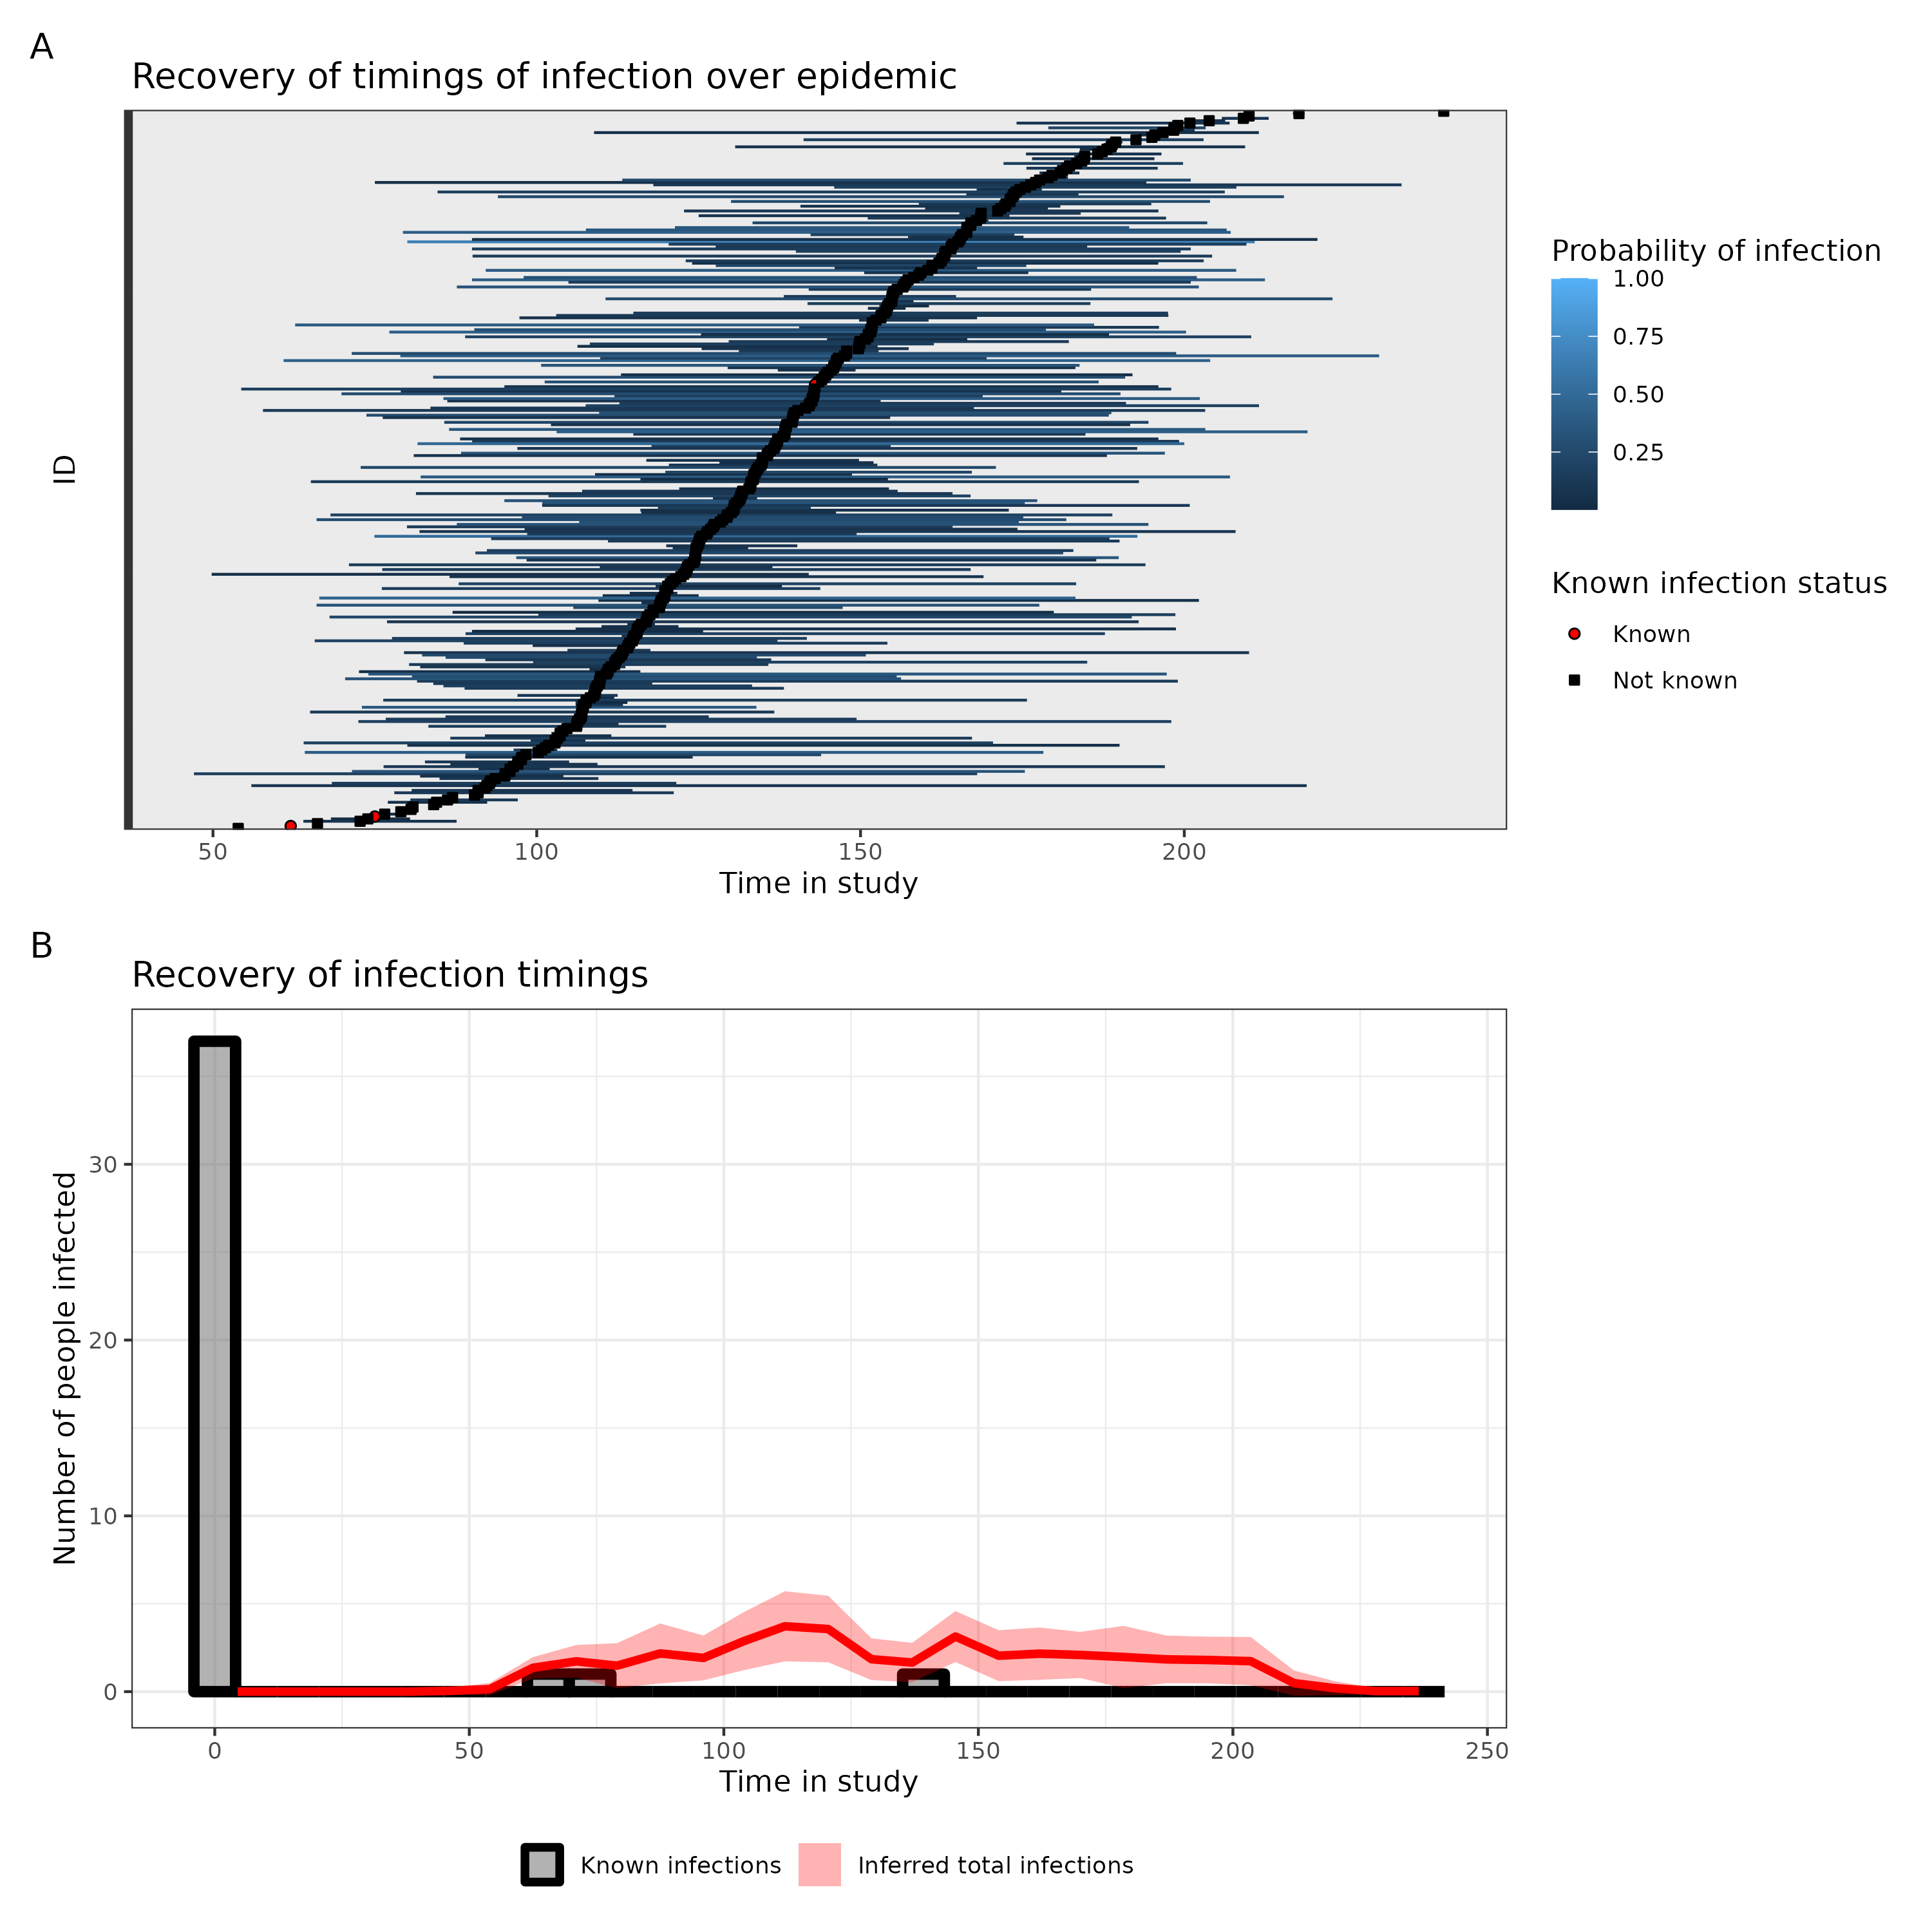 A
Recovery of timings of infection over epidemic
ID
50 100 150 200
Time in study
Probability of infection
1.00
0.75
0.50
0.25
Known infection status
Known
Not known
B
Recovery of infection timings
Number of people infected
30
20
10
0
0 50 100 150 200 250
Time in study
Known infections Inferred total infections